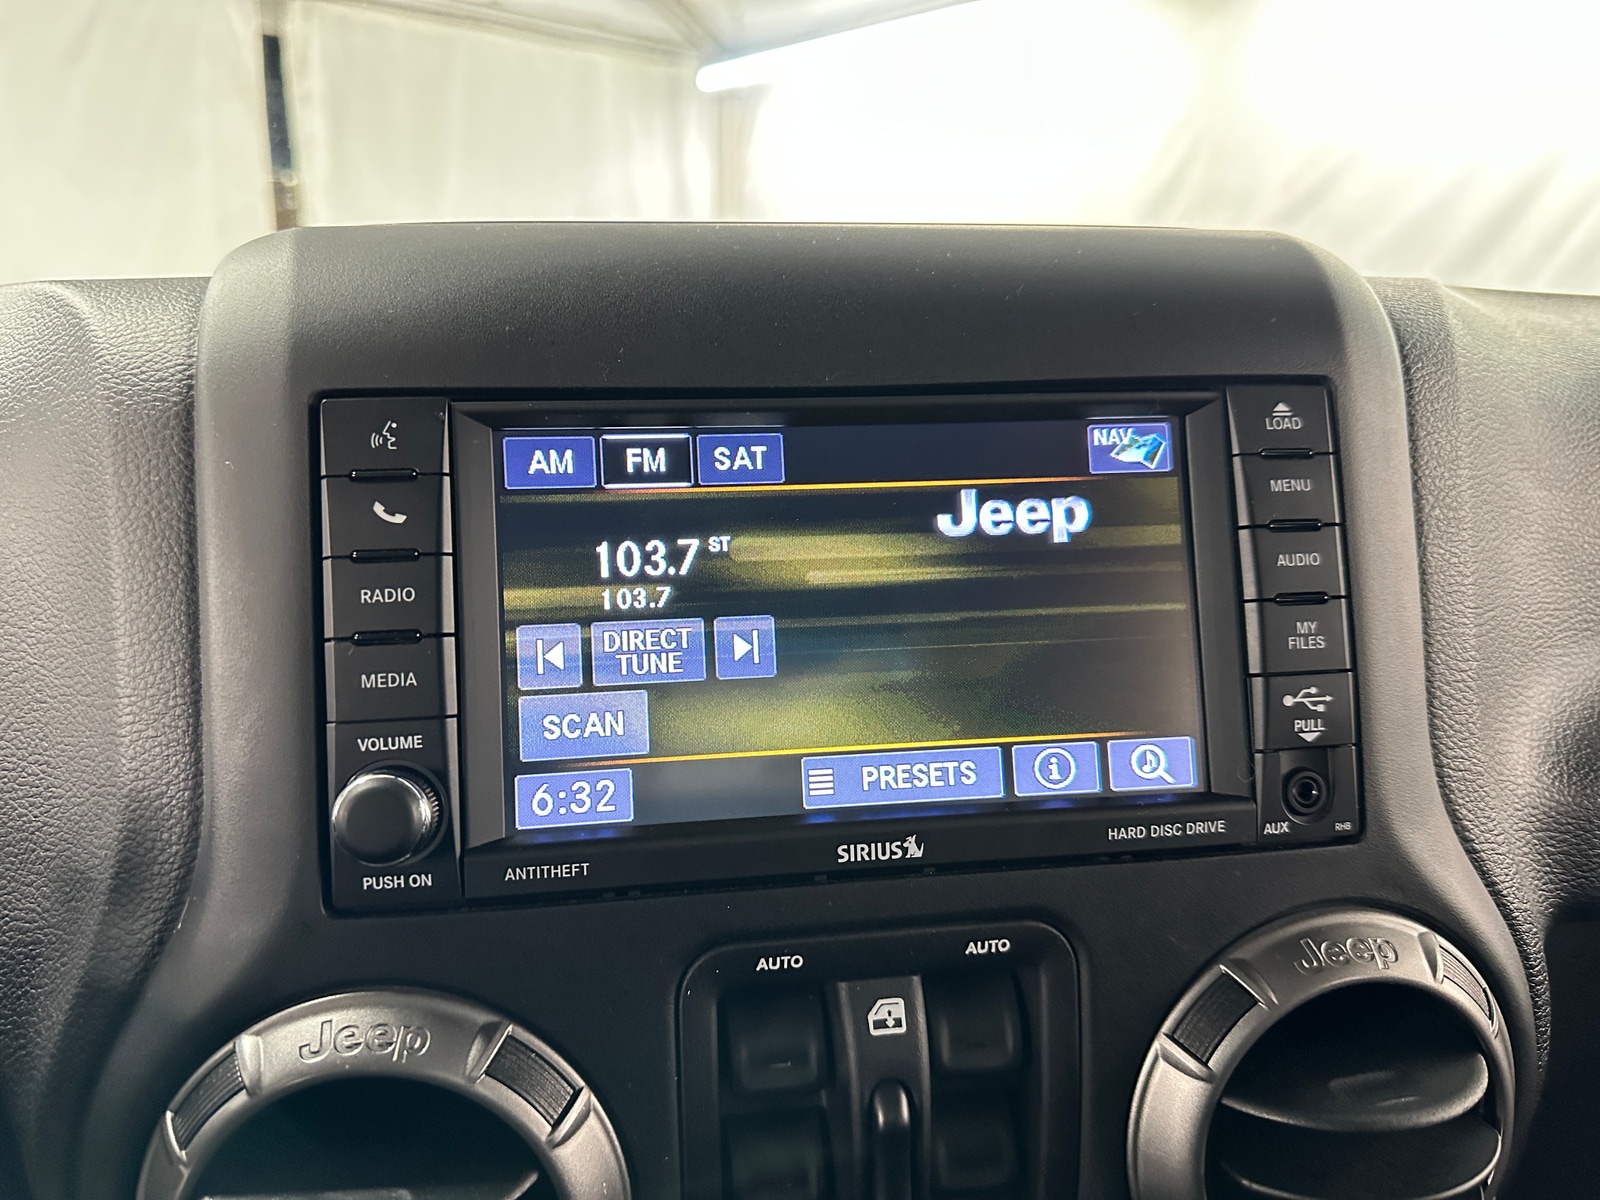 AM FM SAT NAV
Jeep
103.7 ST
103.7
DIRECT
TUNE
SCAN
6:32 PRESETS
RADIO
MEDIA
VOLUME
PUSH ON
LOAD
MENU
AUDIO
MY
FILES
PULL
AUX RHB
ANTITHEFT SIRIUS HARD DISC DRIVE
AUTO AUTO
Jeep
Jeep